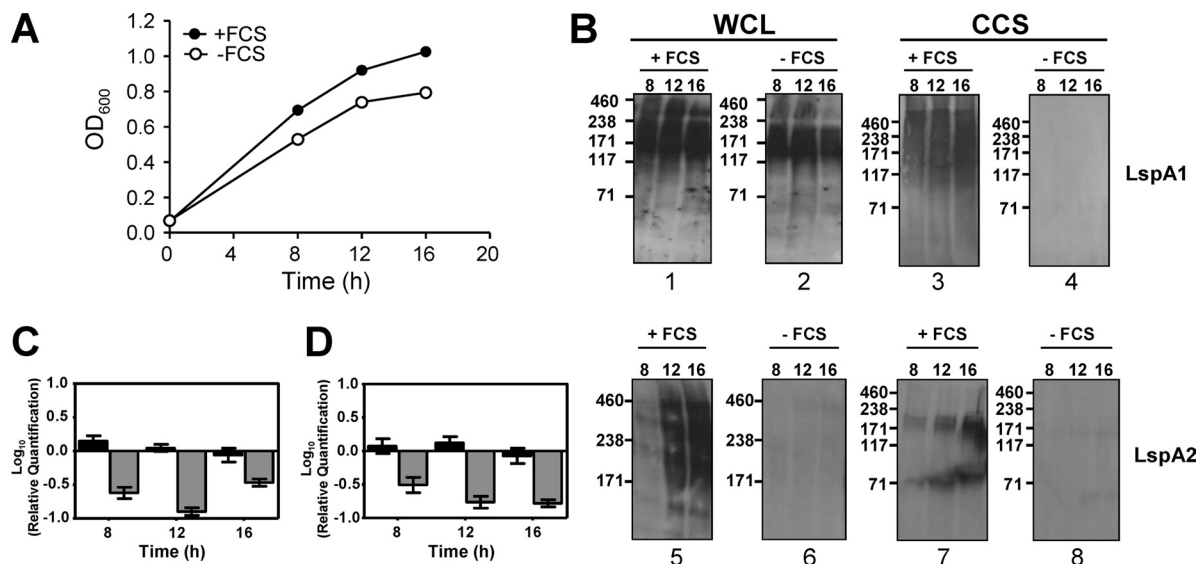 A
1.2
1.0
0.8
0.6
0.4
0.2
0.0
OD600
+FCS
-FCS
0 4 8 12 16 20
Time (h)
B
WCL CCS
+ FCS - FCS + FCS - FCS
8 12 16 8 12 16 8 12 16 8 12 16
460
238
171
117
71
460
238
171
117
71
460
238
171
117
71
460
238
171
117
71
LspA1
1 2 3 4
+ FCS - FCS + FCS - FCS
8 12 16 8 12 16 8 12 16 8 12 16
460
238
171
460
238
171
460
238
171
117
71
460
238
171
117
71
LspA2
5 6 7 8
C
Log10
(Relative Quantification)
1.0
0.5
0.0
-0.5
-1.0
8 12 16
Time (h)
D
Log10
(Relative Quantification)
1.0
0.5
0.0
-0.5
-1.0
8 12 16
Time (h)